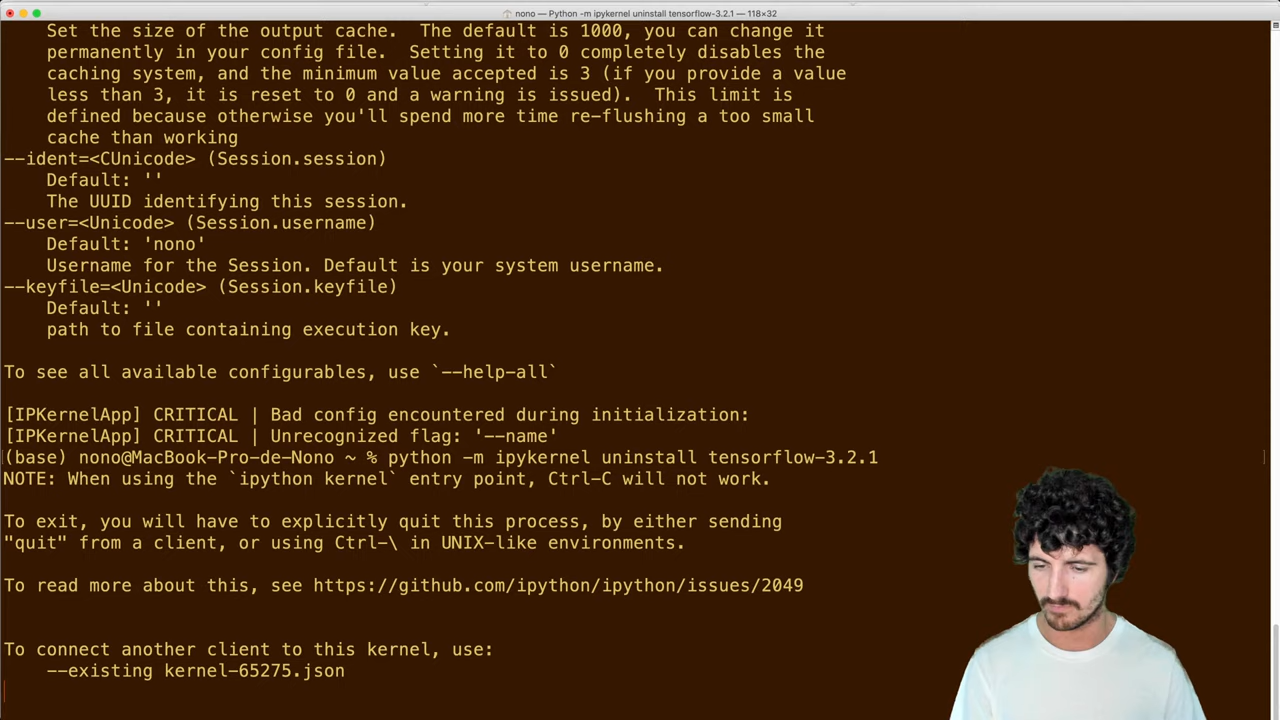 nono — Python -m ipykernel uninstall tensorflow-3.2.1 — 118×32
Set the size of the output cache.  The default is 1000, you can change it
permanently in your config file.  Setting it to 0 completely disables the
caching system, and the minimum value accepted is 3 (if you provide a value
less than 3, it is reset to 0 and a warning is issued).  This limit is
defined because otherwise you'll spend more time re-flushing a too small
cache than working
--ident=<CUnicode> (Session.session)
Default: ''
The UUID identifying this session.
--user=<Unicode> (Session.username)
Default: 'nono'
Username for the Session. Default is your system username.
--keyfile=<Unicode> (Session.keyfile)
Default: ''
path to file containing execution key.
To see all available configurables, use `--help-all`
[IPKernelApp] CRITICAL | Bad config encountered during initialization:
[IPKernelApp] CRITICAL | Unrecognized flag: '--name'
(base) nono@MacBook-Pro-de-Nono ~ % python -m ipykernel uninstall tensorflow-3.2.1
NOTE: When using the `ipython kernel` entry point, Ctrl-C will not work.
To exit, you will have to explicitly quit this process, by either sending
"quit" from a client, or using Ctrl-\ in UNIX-like environments.
To read more about this, see https://github.com/ipython/ipython/issues/2049
To connect another client to this kernel, use:
--existing kernel-65275.json